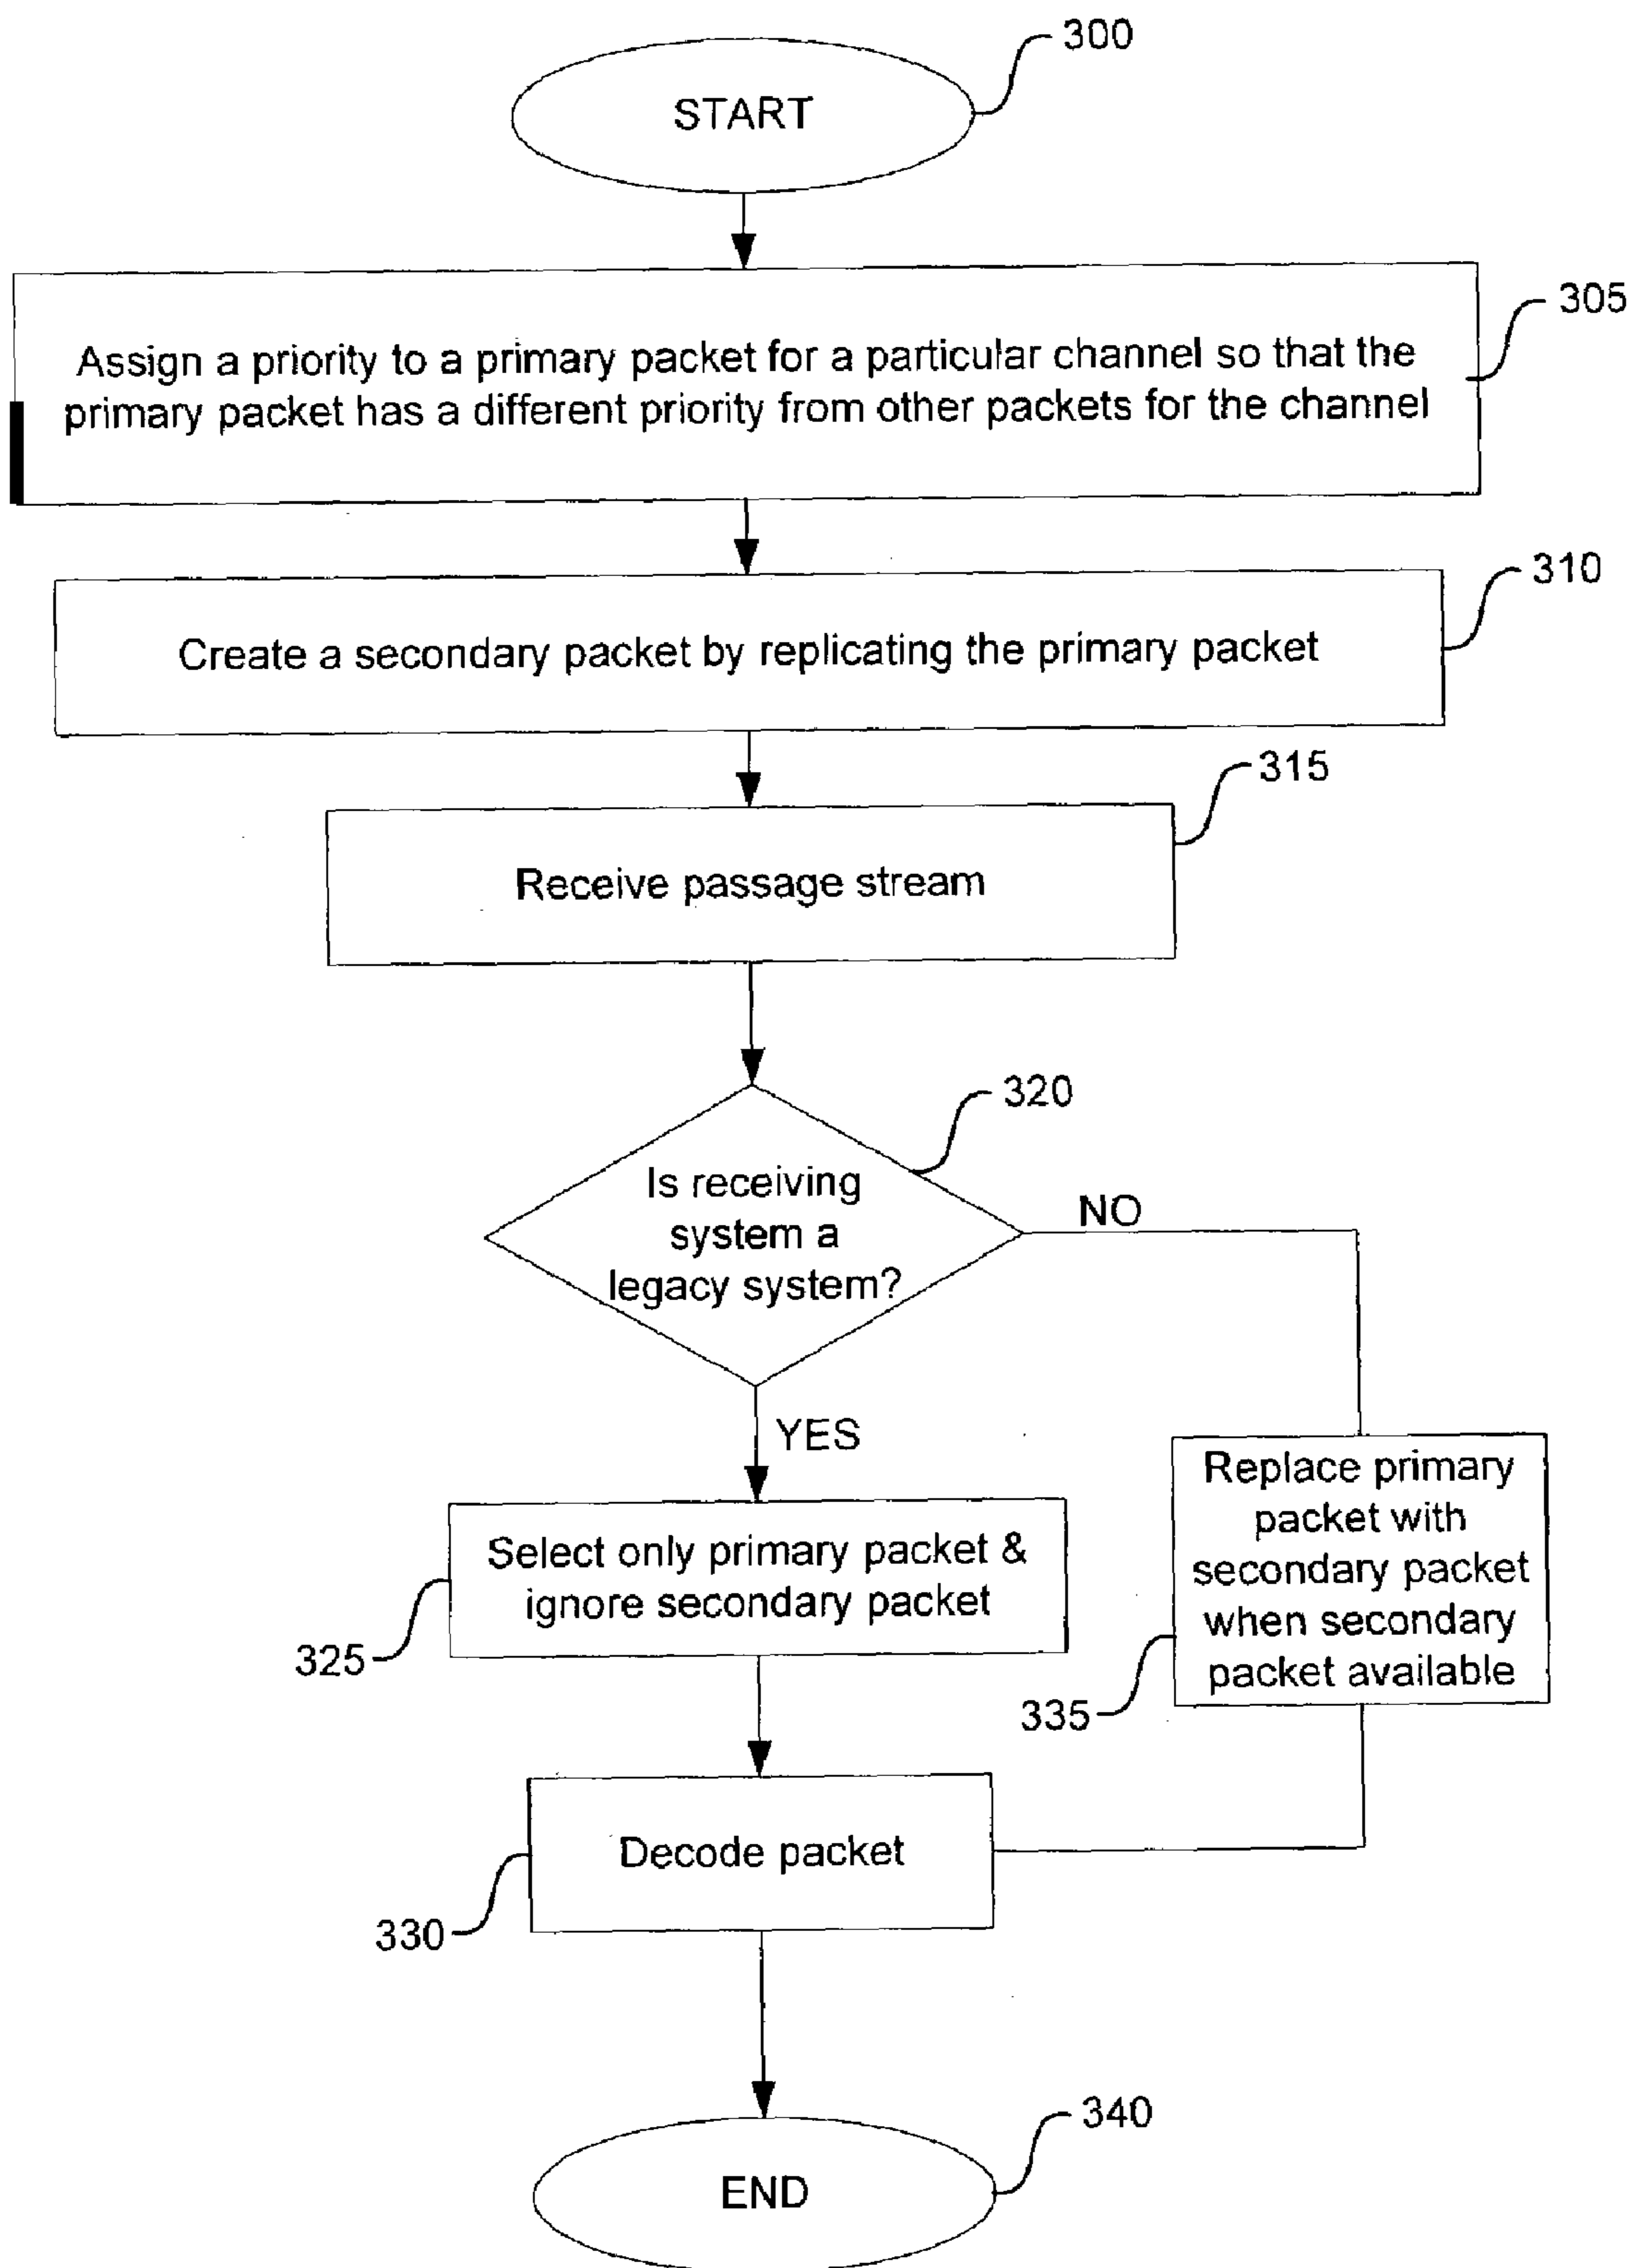 300
START
305
Assign a priority to a primary packet for a particular channel so that the
primary packet has a different priority from other packets for the channel
310
Create a secondary packet by replicating the primary packet
315
Receive passage stream
320
Is receiving
system a
legacy system?
NO
YES
Select only primary packet &
ignore secondary packet
325
Replace primary
packet with
secondary packet
when secondary
packet available
335
Decode packet
330
340
END